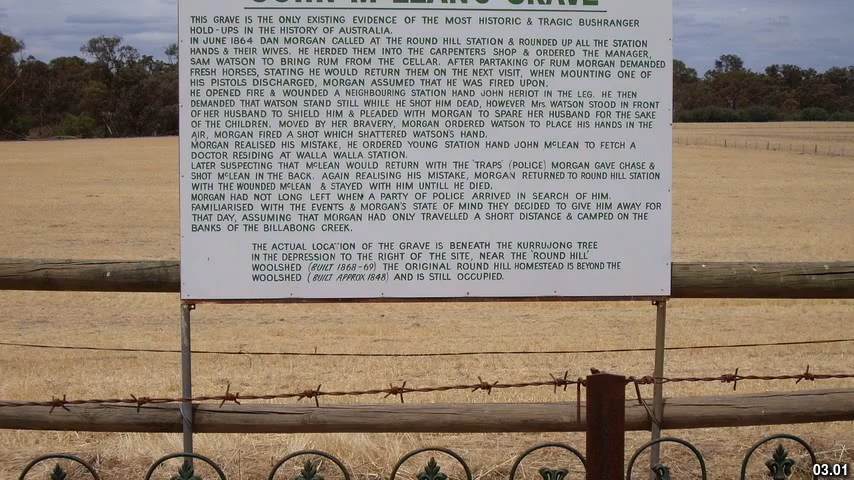 JOHN McLEAN'S GRAVE
THIS GRAVE IS THE ONLY EXISTING EVIDENCE OF THE MOST HISTORIC & TRAGIC BUSHRANGER
HOLD-UPS IN THE HISTORY OF AUSTRALIA.
IN JUNE 1864 DAN MORGAN CALLED AT THE ROUND HILL STATION & ROUNDED UP ALL THE STATION
HANDS & THEIR WIVES. HE HERDED THEM INTO THE CARPENTERS SHOP & ORDERED THE MANAGER,
SAM WATSON TO BRING RUM FROM THE CELLAR. AFTER PARTAKING OF RUM MORGAN DEMANDED
FRESH HORSES, STATING HE WOULD RETURN THEM ON THE NEXT VISIT, WHEN MOUNTING ONE OF
HIS PISTOLS DISCHARGED, MORGAN ASSUMED THAT HE WAS FIRED UPON.
HE OPENED FIRE & WOUNDED A NEIGHBOURING STATION HAND JOHN HERIOT IN THE LEG. HE THEN
DEMANDED THAT WATSON STAND STILL WHILE HE SHOT HIM DEAD, HOWEVER Mrs. WATSON STOOD IN FRONT
OF HER HUSBAND TO SHIELD HIM & PLEADED WITH MORGAN TO SPARE HER HUSBAND FOR THE SAKE
OF THE CHILDREN. MOVED BY HER BRAVERY, MORGAN ORDERED WATSON TO PLACE HIS HANDS IN THE
AIR, MORGAN FIRED A SHOT WHICH SHATTERED WATSON'S HAND.
MORGAN REALISED HIS MISTAKE, HE ORDERED YOUNG STATION HAND JOHN McLEAN TO FETCH A
DOCTOR RESIDING AT WALLA WALLA STATION.
LATER SUSPECTING THAT McLEAN WOULD RETURN WITH THE 'TRAPS' (POLICE) MORGAN GAVE CHASE &
SHOT McLEAN IN THE BACK. AGAIN REALISING HIS MISTAKE, MORGAN RETURNED TO ROUND HILL STATION
WITH THE WOUNDED McLEAN & STAYED WITH HIM UNTILL HE DIED.
MORGAN HAD NOT LONG LEFT WHEN A PARTY OF POLICE ARRIVED IN SEARCH OF HIM.
FAMILIARISED WITH THE EVENTS & MORGAN'S STATE OF MIND THEY DECIDED TO GIVE HIM AWAY FOR
THAT DAY, ASSUMING THAT MORGAN HAD ONLY TRAVELLED A SHORT DISTANCE & CAMPED ON THE
BANKS OF THE BILLABONG CREEK.
THE ACTUAL LOCATION OF THE GRAVE IS BENEATH THE KURRUJONG TREE
IN THE DEPRESSION TO THE RIGHT OF THE SITE, NEAR THE 'ROUND HILL'
WOOLSHED (BUILT 1868-69) THE ORIGINAL ROUND HILL HOMESTEAD IS BEYOND THE
WOOLSHED (BUILT APPROX 1848) AND IS STILL OCCUPIED.
03.01